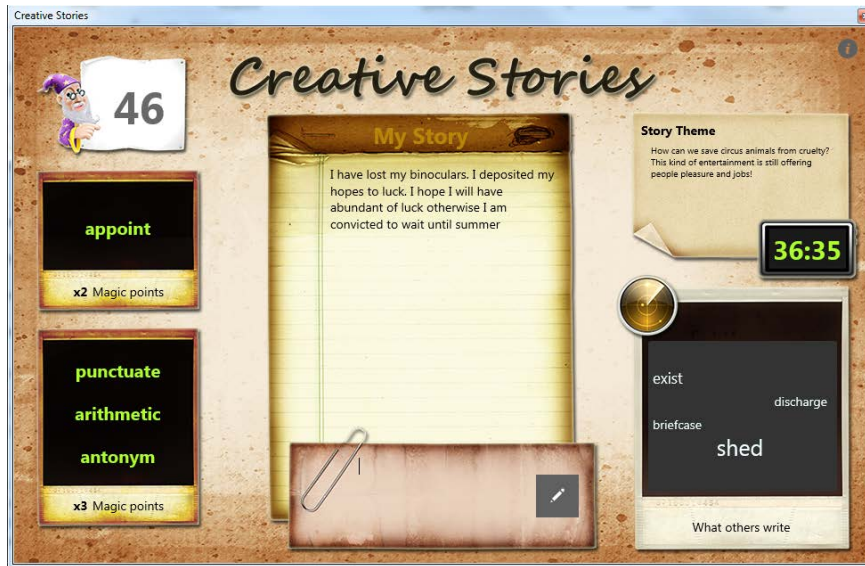 Creative Stories
Creative Stories
46
My Story
I have lost my binoculars. I deposited my
hopes to luck. I hope I will have
abundant of luck otherwise I am
convicted to wait until summer
appoint
x2 Magic points
punctuate
arithmetic
antonym
x3 Magic points
Story Theme
How can we save circus animals from cruelty?
This kind of entertainment is still offering
people pleasure and jobs!
36:35
exist
discharge
briefcase
shed
What others write